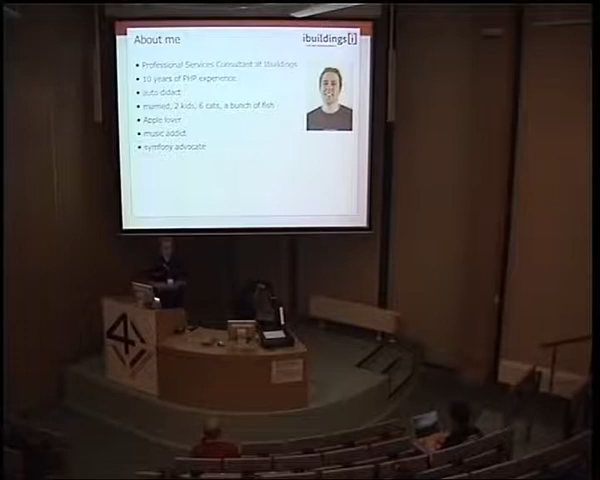 About me
ibuildings[i]
• Professional Services Consultant at Ibuildings
• 10 years of PHP experience
• auto didact
• married, 2 kids, 6 cats, a bunch of fish
• Apple lover
• music addict
• symfony advocate
4